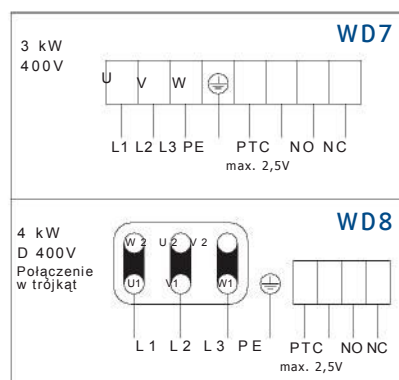 WD7
3 kW
400V
U V W
L1 L2 L3 PE PTC NO NC
max. 2,5V
WD8
4 kW
D 400V
Połączenie
w trójkąt
W2 U2 V2
U1 V1 W1
L1 L2 L3 PE PTC NO NC
max. 2,5V